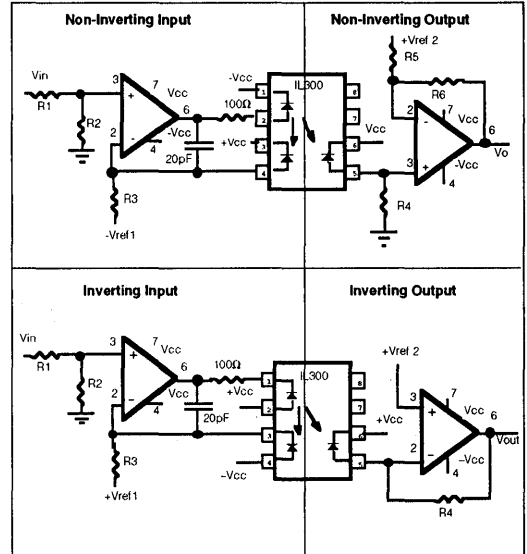 Non-Inverting Input
Non-Inverting Output
+Vref 2
R5
Vin
3
7
Vcc
-Vcc
IL300
1
8
R6
R1
+
6
100Ω
2
7
2
-
7
Vcc
R2
-Vcc
+Vcc
3
6
Vcc
6
2
-
4
20pF
4
5
3
+
-Vcc
Vo
4
R3
R4
-Vref1
Inverting Input
Inverting Output
Vin
3
7
Vcc
100Ω
IL300
+Vref 2
R1
+
6
+Vcc
1
8
R2
Vcc
2
7
7
Vcc
2
-
4
20pF
3
6
+Vcc
3
+
6
Vout
R3
-Vcc
4
5
2
-
-Vcc
4
+Vref1
R4